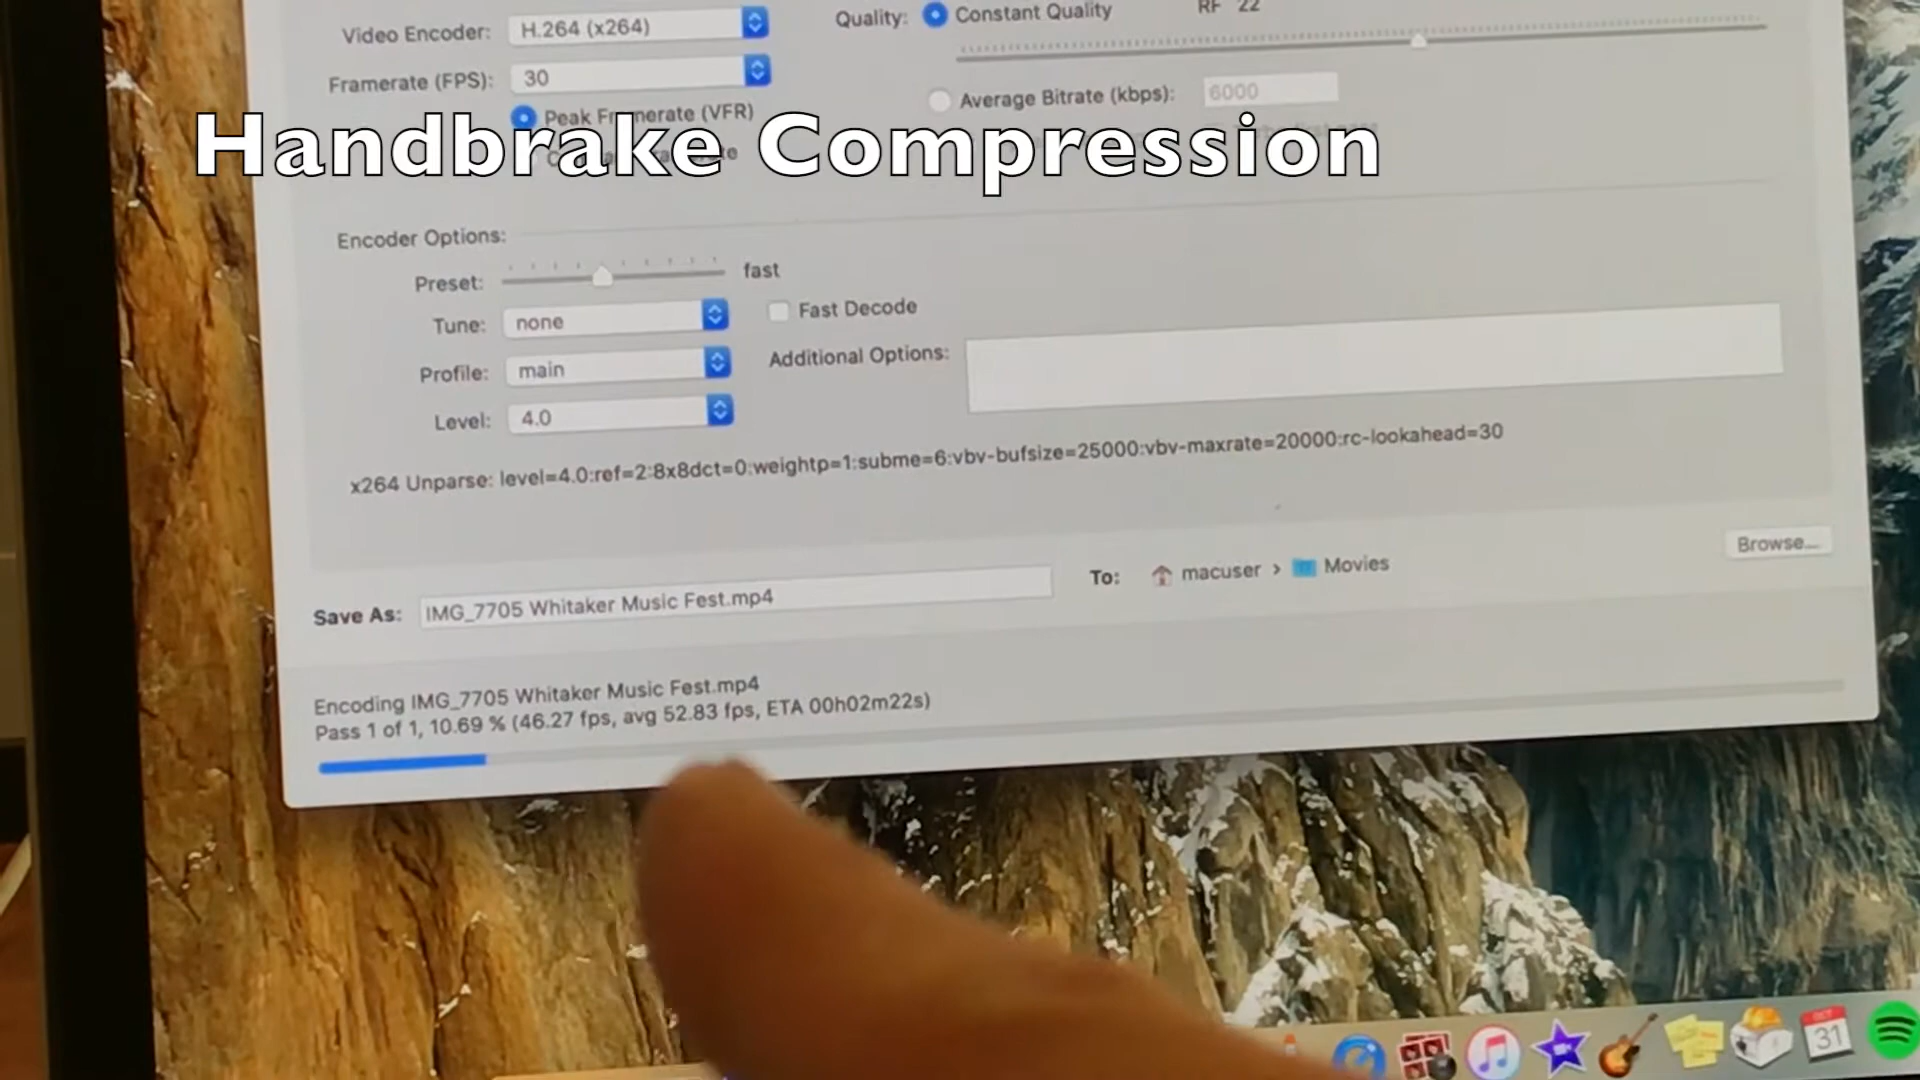 Video Encoder: H.264 (x264) Quality: Constant Quality RF 22
Framerate (FPS): 30
Peak Framerate (VFR) Average Bitrate (kbps): 6000
Handbrake Compression
Encoder Options:
Preset: fast
Tune: none Fast Decode
Profile: main Additional Options:
Level: 4.0
x264 Unparse: level=4.0:ref=2:8x8dct=0:weightp=1:subme=6:vbv-bufsize=25000:vbv-maxrate=20000:rc-lookahead=30
Save As: IMG_7705 Whitaker Music Fest.mp4 To: macuser > Movies Browse...
Encoding IMG_7705 Whitaker Music Fest.mp4
Pass 1 of 1, 10.69 % (46.27 fps, avg 52.83 fps, ETA 00h02m22s)
OCT
31